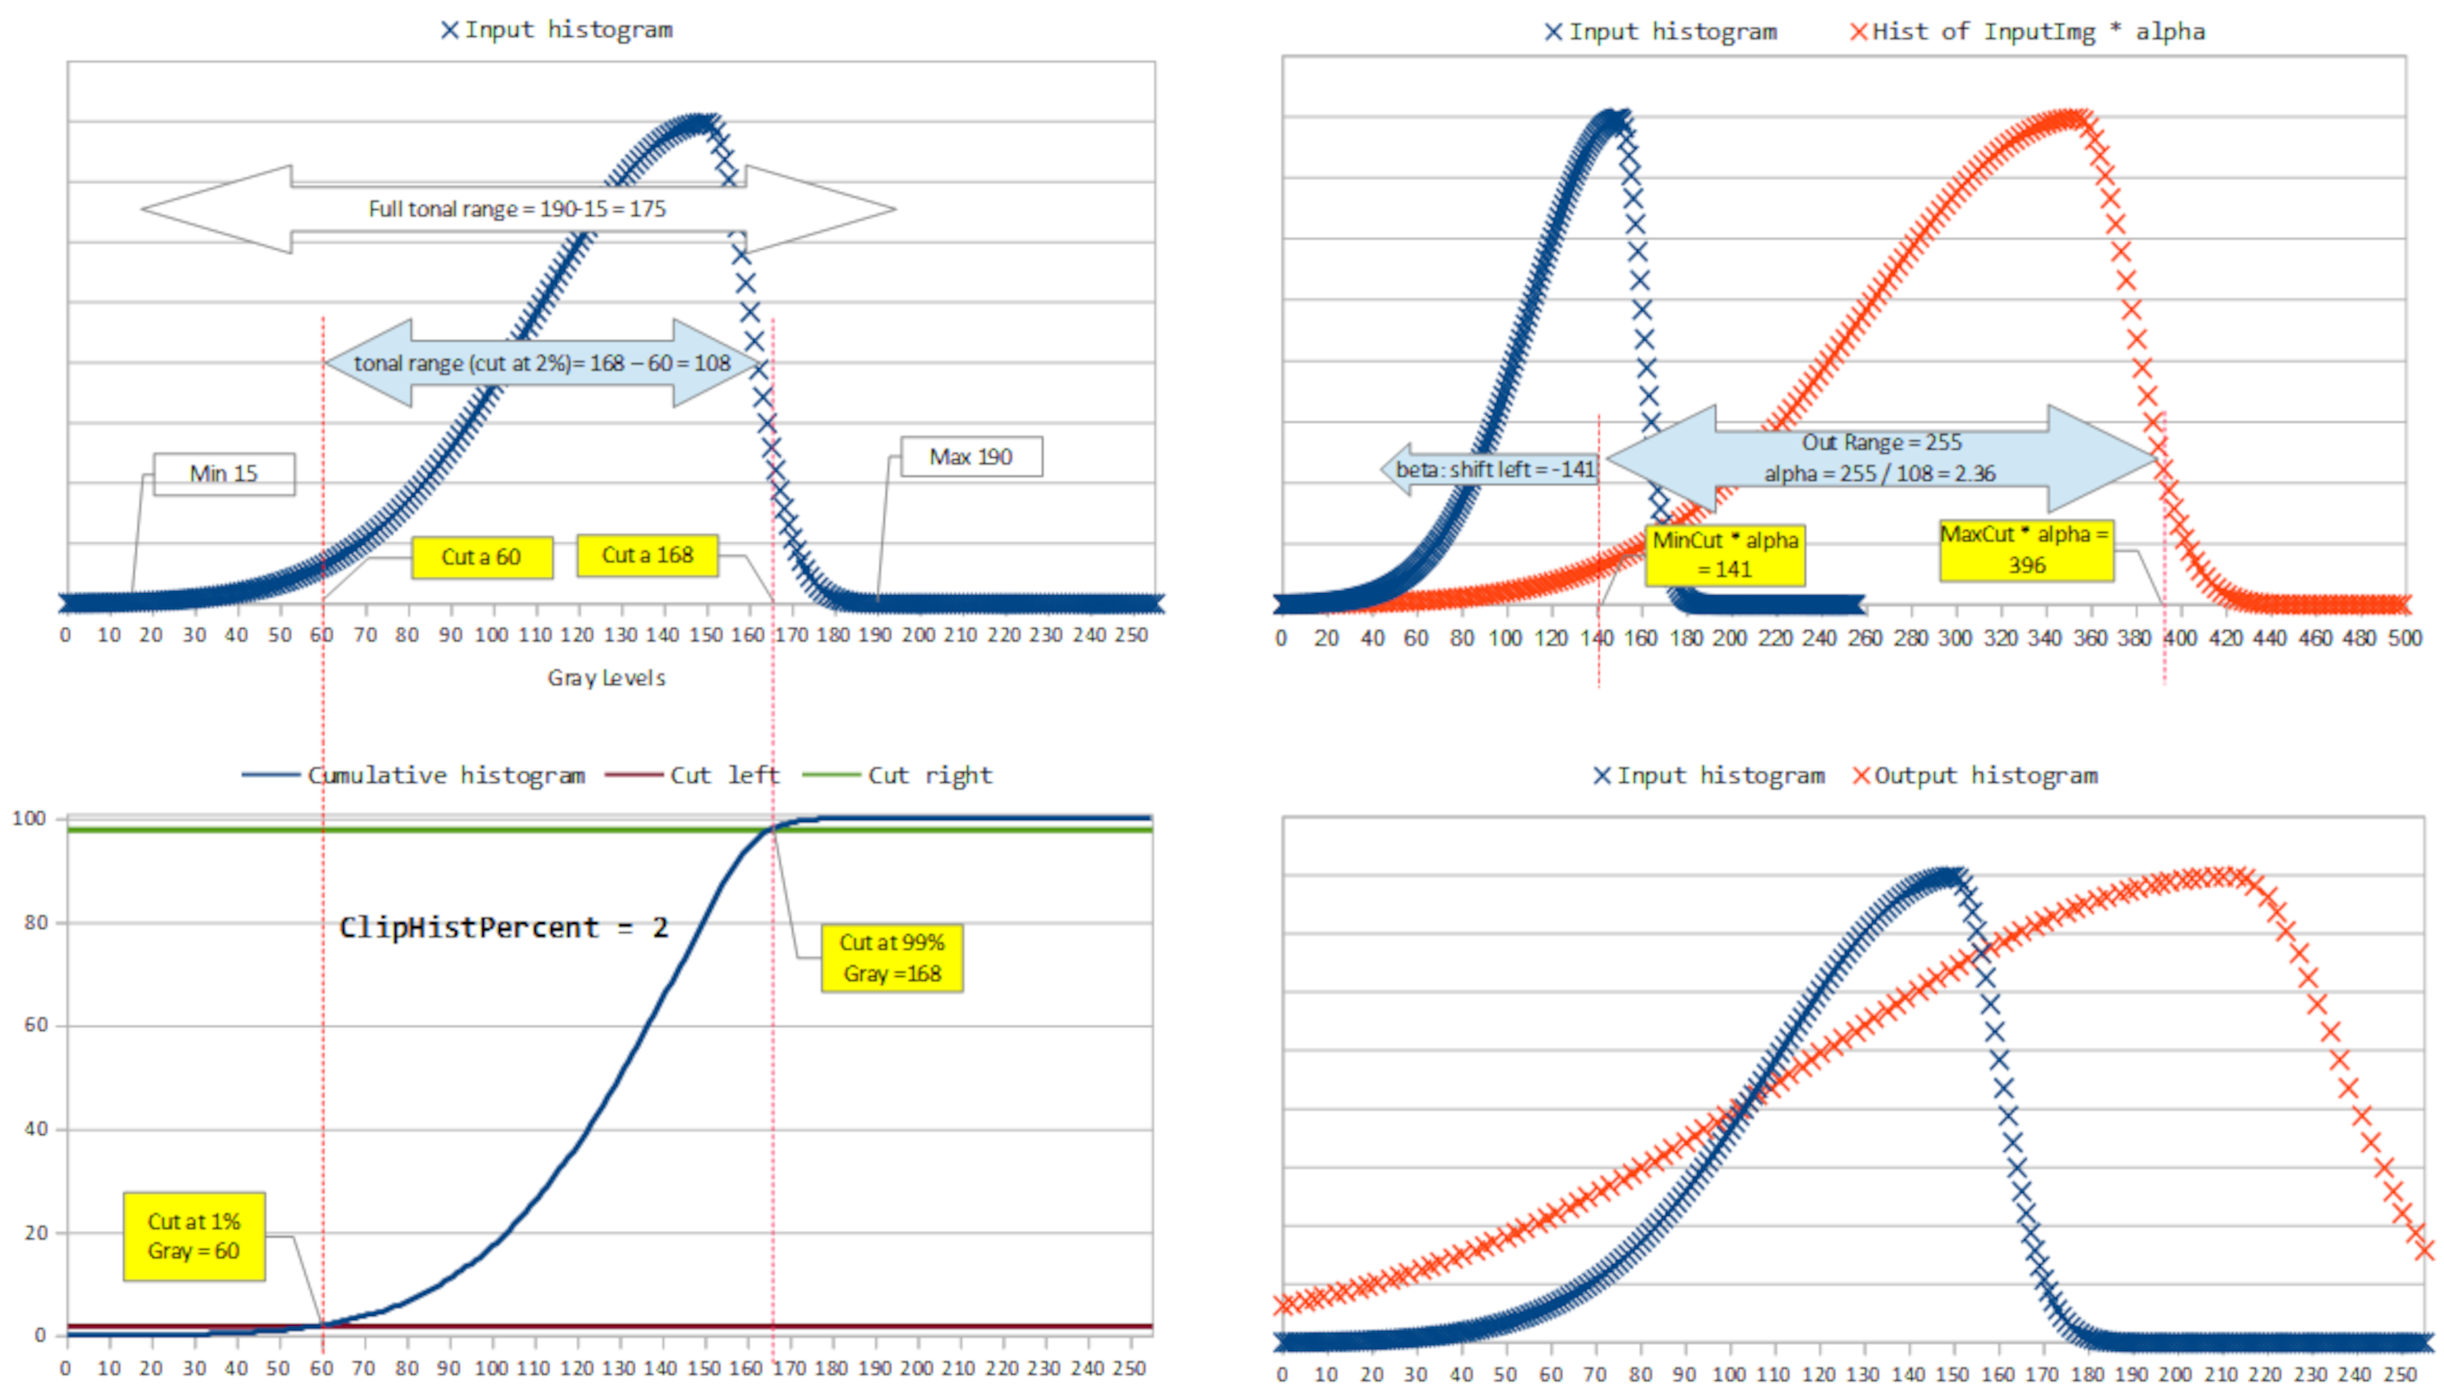 Input histogram
Full tonal range = 190-15 = 175
tonal range (cut at 2%)= 168 – 60 = 108
Min 15
Max 190
Cut a 60
Cut a 168
0 10 20 30 40 50 60 70 80 90 100 110 120 130 140 150 160 170 180 190 200 210 220 230 240 250
Gray Levels
Input histogram Hist of InputImg * alpha
Out Range = 255
beta: shift left = -141
alpha = 255 / 108 = 2.36
MinCut * alpha
= 141
MaxCut * alpha =
396
0 20 40 60 80 100 120 140 160 180 200 220 240 260 280 300 320 340 360 380 400 420 440 460 480 500
Cumulative histogram Cut left Cut right
100
80
60
40
20
0
ClipHistPercent = 2
Cut at 99%
Gray =168
Cut at 1%
Gray = 60
0 10 20 30 40 50 60 70 80 90 100 110 120 130 140 150 160 170 180 190 200 210 220 230 240 250
Input histogram Output histogram
0 10 20 30 40 50 60 70 80 90 100 110 120 130 140 150 160 170 180 190 200 210 220 230 240 250